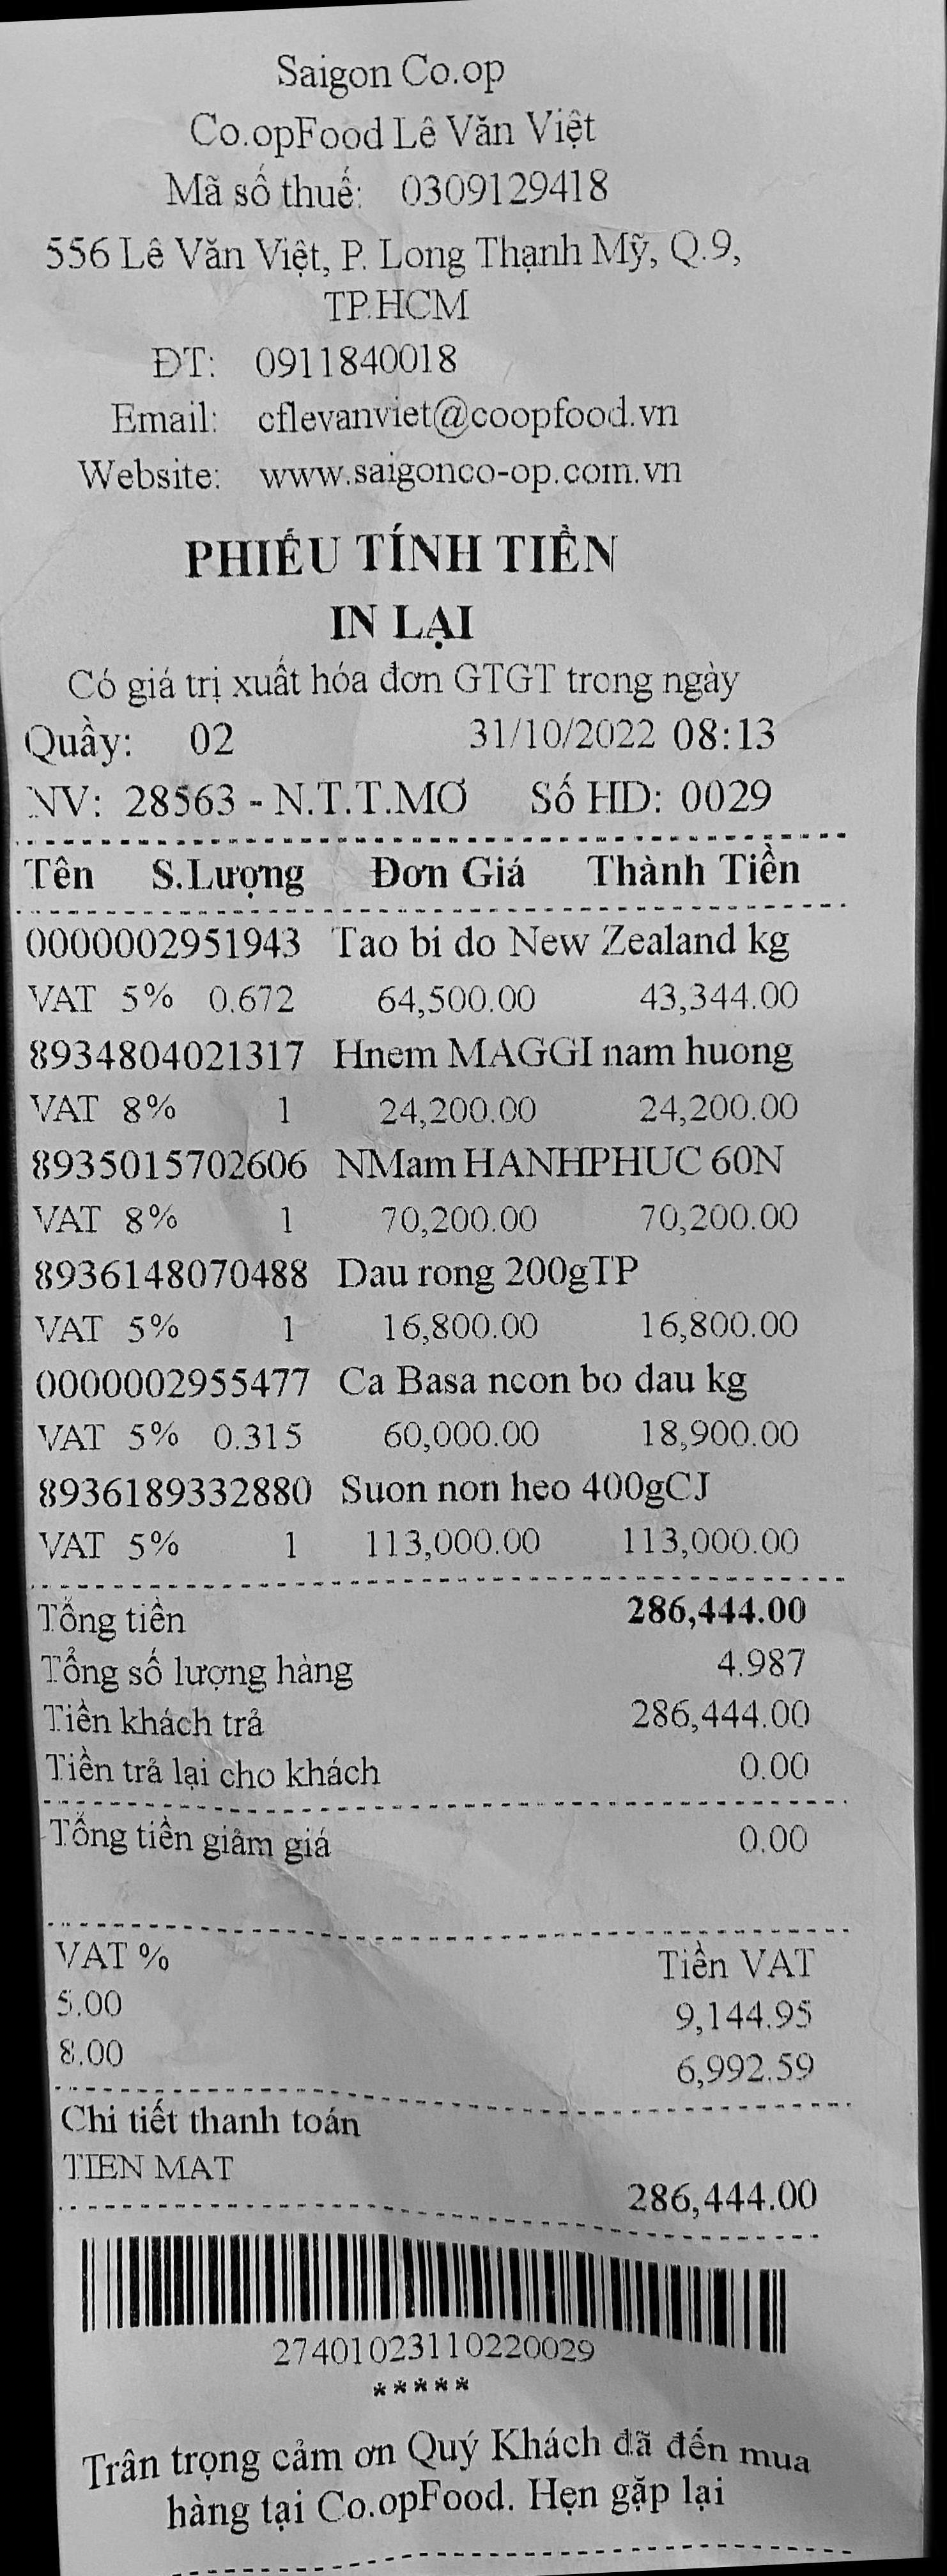 Saigon Co.op
Co.opFood Lê Văn Việt
Mã số thuế: 0309129418
556 Lê Văn Việt, P. Long Thạnh Mỹ, Q.9,
TP.HCM
ĐT: 0911840018
Email: cflevanviet@coopfood.vn
Website: www.saigonco-op.com.vn
PHIẾU TÍNH TIỀN
IN LẠI
Có giá trị xuất hóa đơn GTGT trong ngày
Quầy: 02 31/10/2022 08:13
NV: 28563 - N.T.T.MƠ Số HD: 0029
Tên S.Lượng Đơn Giá Thành Tiền
0000002951943 Tao bi do New Zealand kg
VAT 5% 0.672 64,500.00 43,344.00
8934804021317 Hnem MAGGI nam huong
VAT 8% 1 24,200.00 24,200.00
8935015702606 NMam HANHPHUC 60N
VAT 8% 1 70,200.00 70,200.00
8936148070488 Dau rong 200gTP
VAT 5% 1 16,800.00 16,800.00
0000002955477 Ca Basa ncon bo dau kg
VAT 5% 0.315 60,000.00 18,900.00
8936189332880 Suon non heo 400gCJ
VAT 5% 1 113,000.00 113,000.00
Tổng tiền 286,444.00
Tổng số lượng hàng 4.987
Tiền khách trả 286,444.00
Tiền trả lại cho khách 0.00
Tổng tiền giảm giá 0.00
VAT % Tiền VAT
5.00 9,144.95
8.00 6,992.59
Chi tiết thanh toán
TIEN MAT 286,444.00
27401023110220029
*****
Trân trọng cảm ơn Quý Khách đã đến mua
hàng tại Co.opFood. Hẹn gặp lại